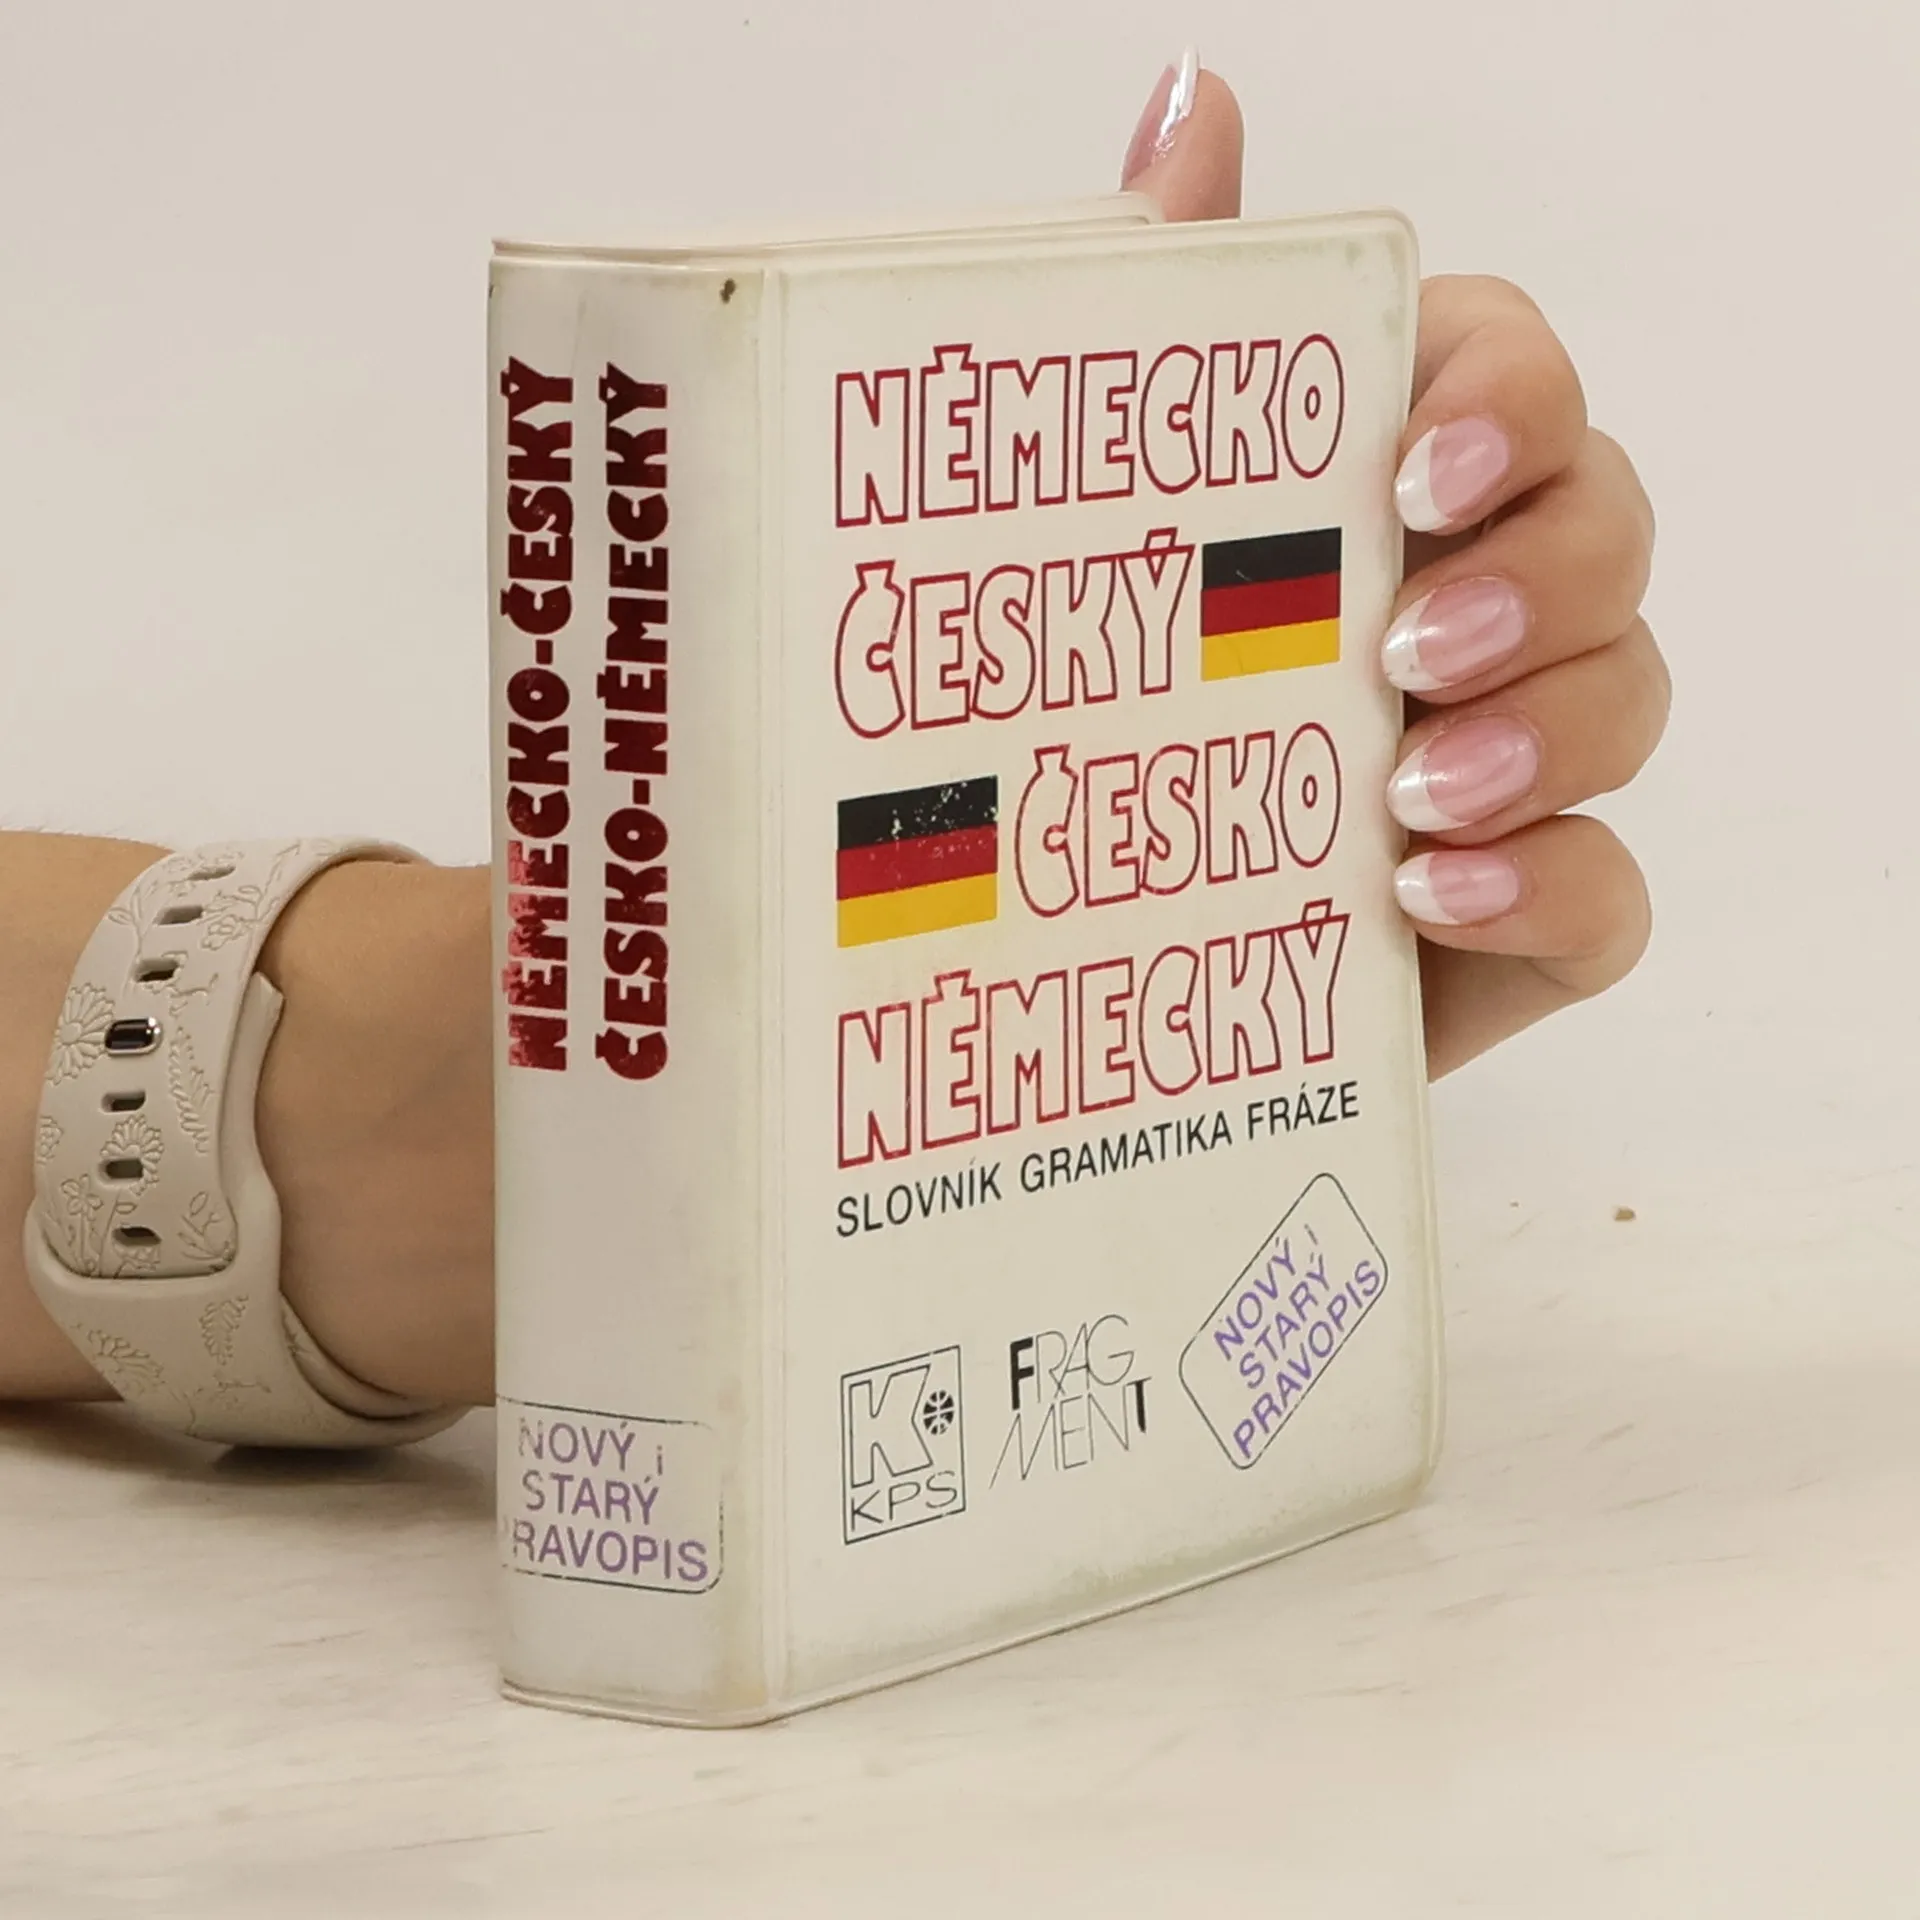 NĚMECKO-ČESKÝ
ČESKO-NĚMECKÝ
NOVÝ i
STARÝ
PRAVOPIS
NĚMECKO
ČESKÝ
ČESKO
NĚMECKÝ
SLOVNÍK GRAMATIKA FRÁZE
K
KPS
FRAG
MENT
NOVÝ i
STARÝ
PRAVOPIS